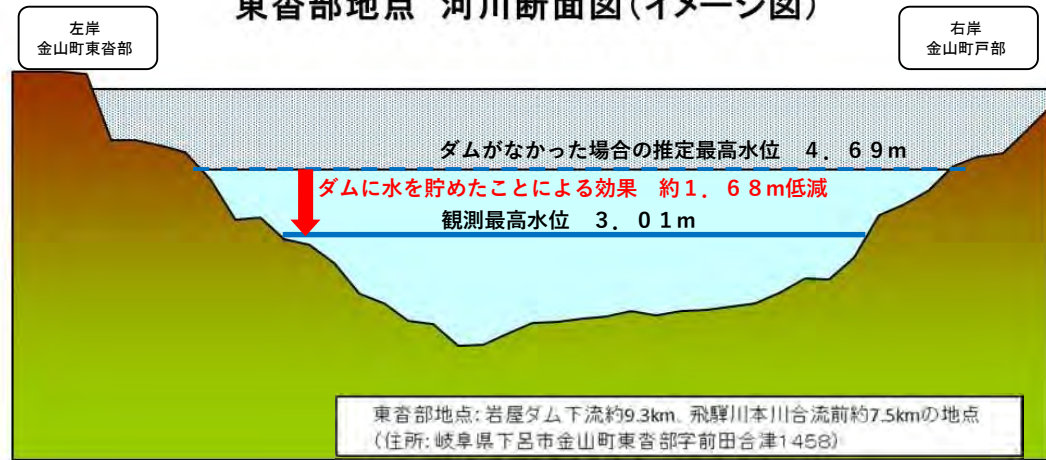 東沓部地点 河川断面図(イメージ図)
左岸
金山町東沓部
右岸
金山町戸部
ダムがなかった場合の推定最高水位 4.69m
ダムに水を貯めたことによる効果 約1.68m低減
観測最高水位 3.01m
東沓部地点:岩屋ダム下流約9.3km、飛騨川本川合流前約7.5kmの地点
(住所:岐阜県下呂市金山町東沓部字前田合津1458)